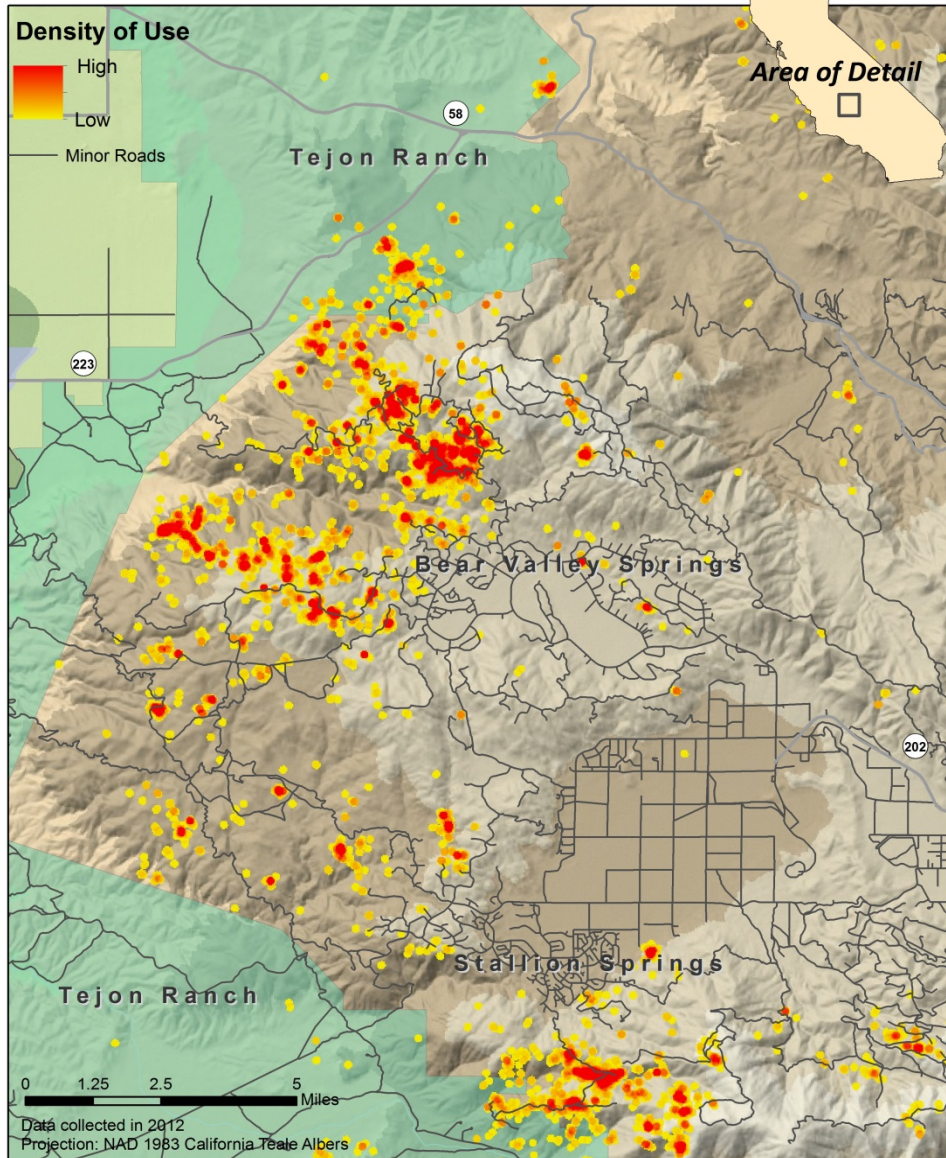 Density of Use
High
Low
Minor Roads
Area of Detail
58
Tejon Ranch
223
Bear Valley Springs
202
Stallion Springs
Tejon Ranch
0 1.25 2.5 5
Miles
Data collected in 2012
Projection: NAD 1983 California Teale Albers